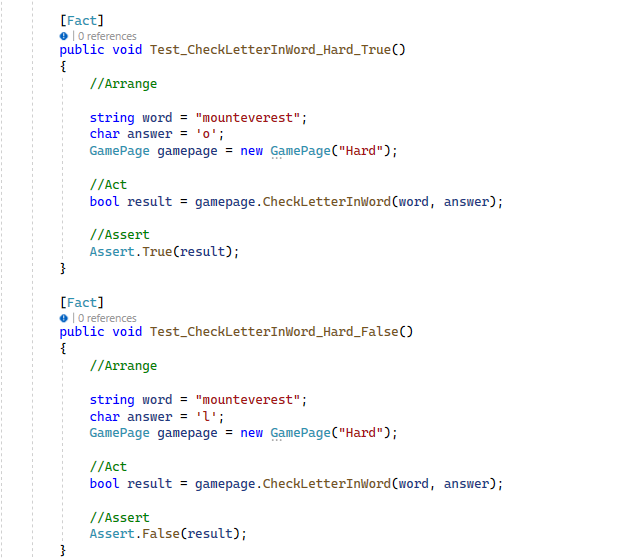 [Fact]
| 0 references
public void Test_CheckLetterInWord_Hard_True()
{
//Arrange
string word = "mounteverest";
char answer = 'o';
GamePage gamepage = new GamePage("Hard");
//Act
bool result = gamepage.CheckLetterInWord(word, answer);
//Assert
Assert.True(result);
}
[Fact]
| 0 references
public void Test_CheckLetterInWord_Hard_False()
{
//Arrange
string word = "mounteverest";
char answer = 'l';
GamePage gamepage = new GamePage("Hard");
//Act
bool result = gamepage.CheckLetterInWord(word, answer);
//Assert
Assert.False(result);
}